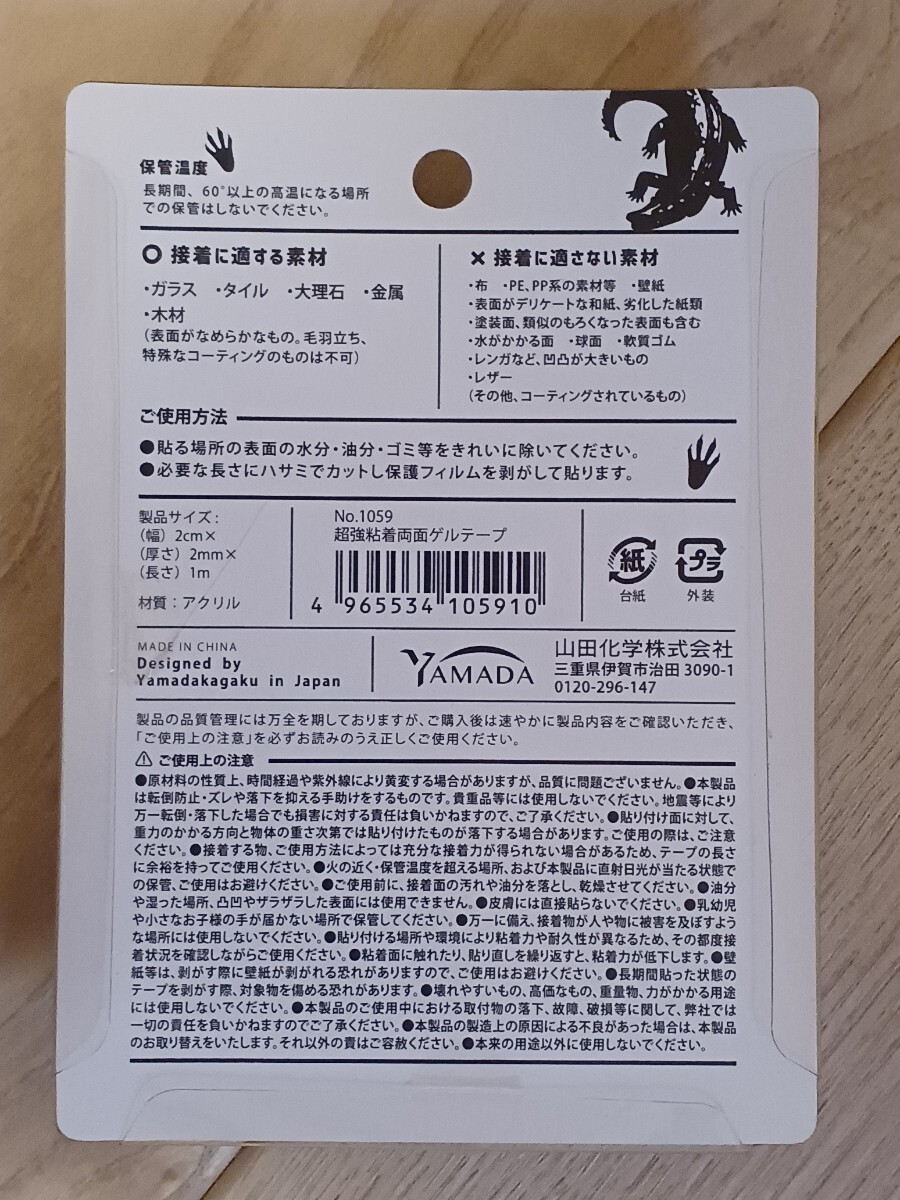 保管温度
長期間、60°以上の高温になる場所
での保管はしないでください。
○ 接着に適する素材
・ガラス ・タイル ・大理石 ・金属
・木材
(表面がなめらかなもの。毛羽立ち、
特殊なコーティングのものは不可)
× 接着に適さない素材
・布 ・PE、PP系の素材等 ・壁紙
・表面がデリケートな和紙、劣化した紙類
・塗装面、類似のもろくなった表面も含む
・水がかかる面 ・球面 ・軟質ゴム
・レンガなど、凹凸が大きいもの
・レザー
(その他、コーティングされているもの)
ご使用方法
●貼る場所の表面の水分・油分・ゴミ等をきれいに除いてください。
●必要な長さにハサミでカットし保護フィルムを剥がして貼ります。
製品サイズ:
(幅) 2cm×
(厚さ) 2mm×
(長さ) 1m
材質:アクリル
No.1059
超強粘着両面ゲルテープ
4 965534 105910
紙
台紙
プラ
外装
MADE IN CHINA
Designed by
Yamadakagaku in Japan
YAMADA
山田化学株式会社
三重県伊賀市治田 3090-1
0120-296-147
製品の品質管理には万全を期しておりますが、ご購入後は速やかに製品内容をご確認いただき、
「ご使用上の注意」を必ずお読みのうえ正しくご使用ください。
⚠ ご使用上の注意
●原材料の性質上、時間経過や紫外線により黄変する場合がありますが、品質に問題ございません。●本製品
は転倒防止・ズレや落下を抑える手助けをするものです。貴重品等には使用しないでください。地震等により
万一転倒・落下した場合でも損害に対する責任は負いかねますので、ご了承ください。●貼り付け面に対して、
重力のかかる方向と物体の重さ次第では貼り付けたものが落下する場合があります。ご使用の際は、ご注意
ください。●接着する物、ご使用方法によっては充分な接着力が得られない場合があるため、テープの長さ
に余裕を持ってご使用ください。●火の近く・保管温度を超える場所、および本製品に直射日光が当たる状態で
の保管、ご使用はお避けください。●ご使用前に、接着面の汚れや油分を落とし、乾燥させてください。●油分
や湿った場所、凸凹やザラザラした表面には使用できません。●皮膚には直接貼らないでください。●乳幼児
や小さなお子様の手が届かない場所で保管してください。●万一に備え、接着物が人や物に被害を及ぼすよう
な場所には使用しないでください。●貼り付ける場所や環境により粘着力や耐久性が異なるため、その都度接
着状況を確認しながらご使用ください。●粘着面に触れたり、貼り直しを繰り返すと、粘着力が低下します。●壁
紙等は、剥がす際に壁紙が剥がれる恐れがありますので、ご使用はお避けください。●長期間貼った状態の
テープを剥がす際、対象物を傷める恐れがあります。●壊れやすいもの、高価なもの、重量物、力がかかる用途
には使用しないでください。●本製品のご使用中における取付物の落下、故障、破損等に関して、弊社では
一切の責任を負いかねますのでご了承ください。●本製品の製造上の原因による不良があった場合は、本製品
のお取り替えをいたします。それ以外の責はご容赦ください。●本来の用途以外に使用しないでください。